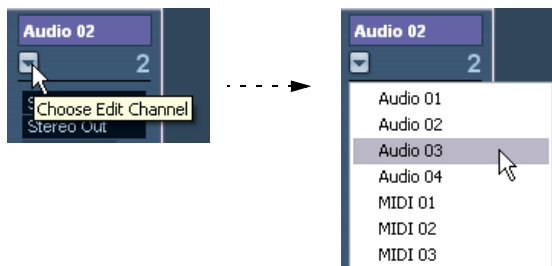 Audio 02
2
Choose Edit Channel
Stereo Out
Audio 02
2
Audio 01
Audio 02
Audio 03
Audio 04
MIDI 01
MIDI 02
MIDI 03